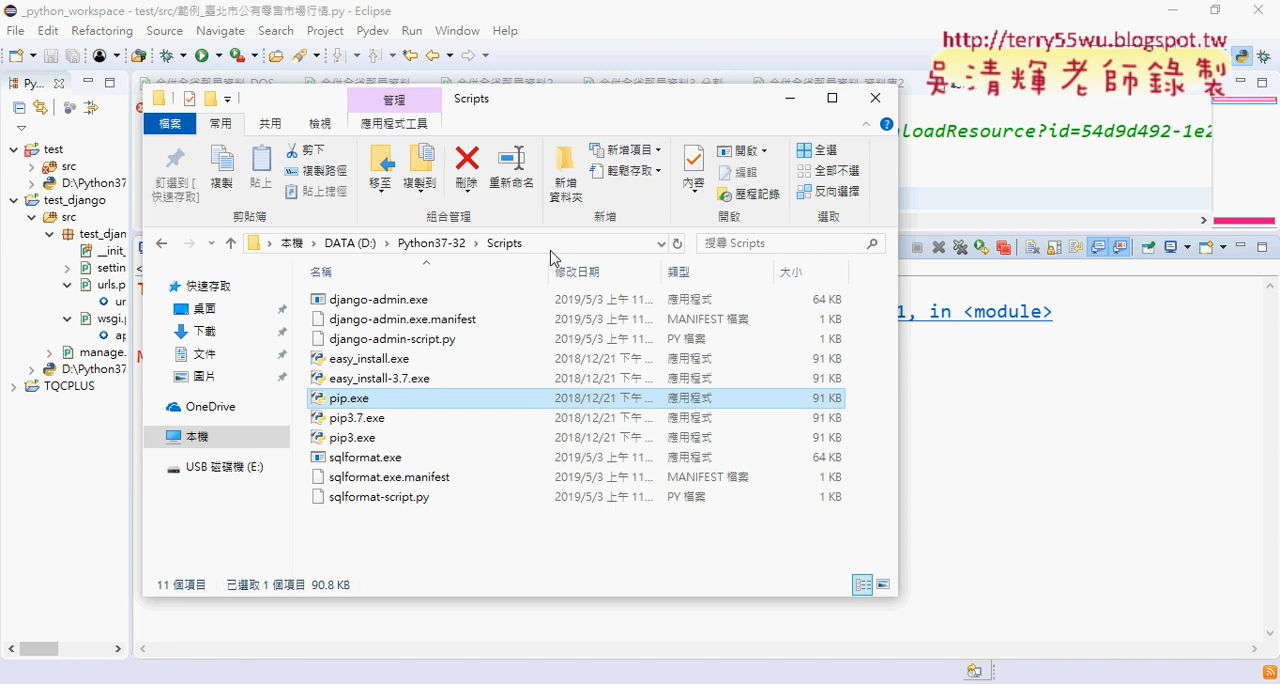 _python_workspace - test/src/範例_臺北市公有零售市場行情.py - Eclipse
File Edit Refactoring Source Navigate Search Project Pydev Run Window Help
http://terry55wu.blogspot.tw
吳清輝老師錄製
Py...
管理
Scripts
檔案
常用
共用
檢視
應用程式工具
nloadResource?id=54d9d492-1e2
釘選到 [
快速存取]
複製
貼上
剪下
複製路徑
貼上捷徑
移至
複製到
刪除
重新命名
新增
資料夾
新增項目
輕鬆存取
內容
開啟
編輯
歷程記錄
全選
全部不選
反向選擇
剪貼簿
組合管理
新增
開啟
選取
本機 > DATA (D:) > Python37-32 > Scripts
搜尋 Scripts
test
src
D:\Python37
test_django
src
test_djan
__init_
settin
urls.p
ur
wsgi.p
ap
manage.
D:\Python37
TQCPLUS
快速存取
桌面
下載
文件
圖片
OneDrive
本機
USB 磁碟機 (E:)
名稱 修改日期 類型 大小
django-admin.exe 2019/5/3 上午 11... 應用程式 64 KB
django-admin.exe.manifest 2019/5/3 上午 11... MANIFEST 檔案 1 KB
django-admin-script.py 2019/5/3 上午 11... PY 檔案 1 KB
easy_install.exe 2018/12/21 下午 ... 應用程式 91 KB
easy_install-3.7.exe 2018/12/21 下午 ... 應用程式 91 KB
pip.exe 2018/12/21 下午 ... 應用程式 91 KB
pip3.7.exe 2018/12/21 下午 ... 應用程式 91 KB
pip3.exe 2018/12/21 下午 ... 應用程式 91 KB
sqlformat.exe 2019/5/3 上午 11... 應用程式 64 KB
sqlformat.exe.manifest 2019/5/3 上午 11... MANIFEST 檔案 1 KB
sqlformat-script.py 2019/5/3 上午 11... PY 檔案 1 KB
1, in <module>
11 個項目 已選取 1 個項目 90.8 KB